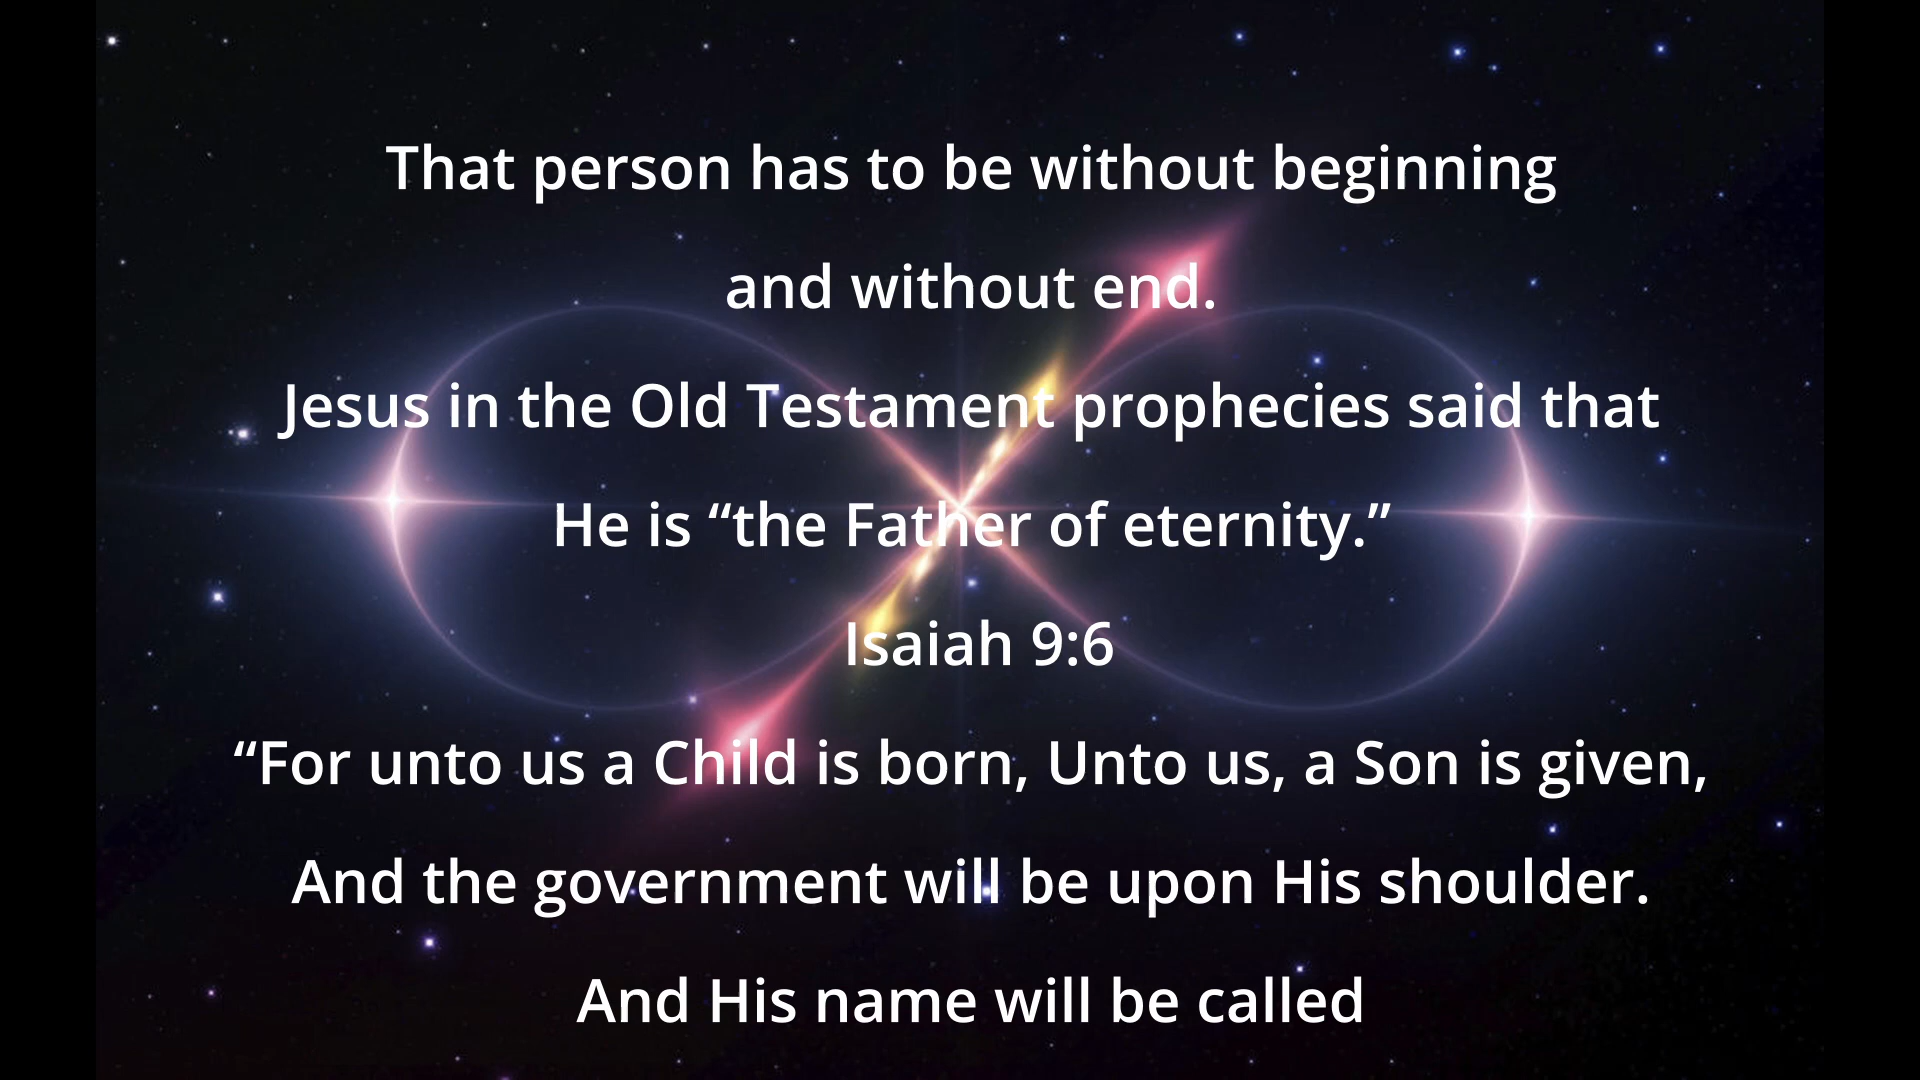 That person has to be without beginning
and without end.
Jesus in the Old Testament prophecies said that
He is “the Father of eternity.”
Isaiah 9:6
“For unto us a Child is born, Unto us, a Son is given,
And the government will be upon His shoulder.
And His name will be called